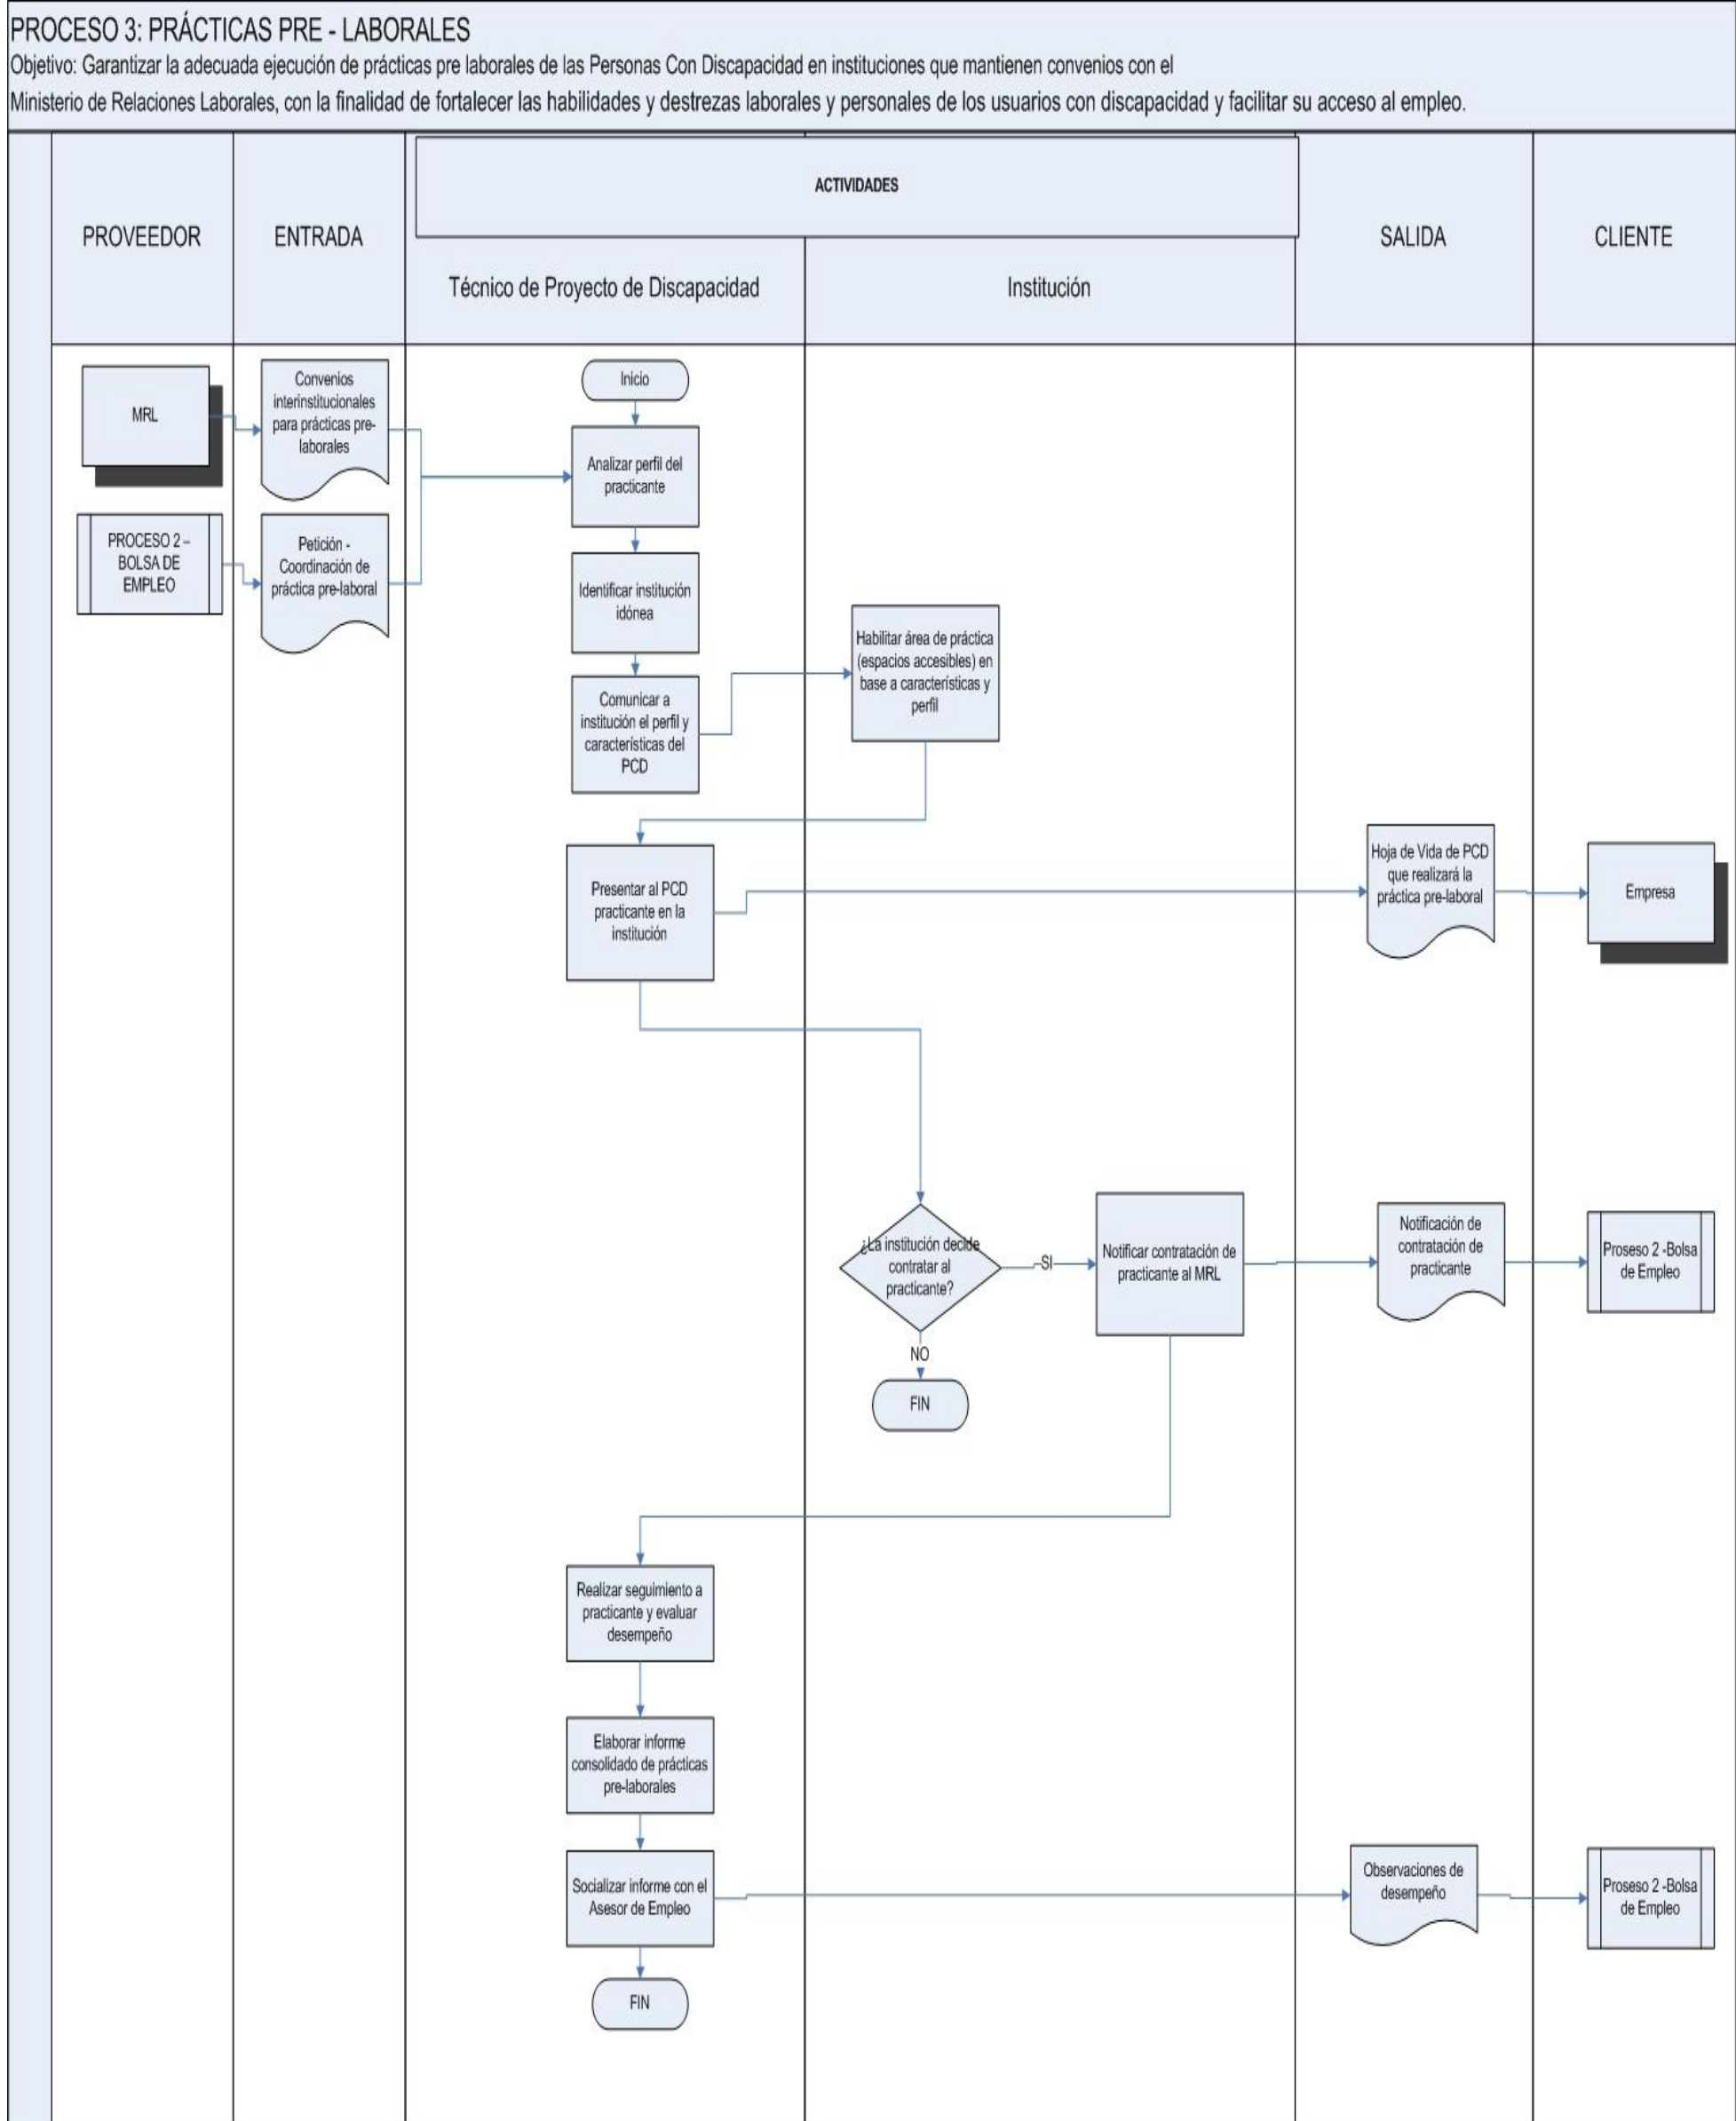 PROCESO 3: PRÁCTICAS PRE - LABORALES
Objetivo: Garantizar la adecuada ejecución de prácticas pre laborales de las Personas Con Discapacidad en instituciones que mantienen convenios con el
Ministerio de Relaciones Laborales, con la finalidad de fortalecer las habilidades y destrezas laborales y personales de los usuarios con discapacidad y facilitar su acceso al empleo.
PROVEEDOR
ENTRADA
ACTIVIDADES
Técnico de Proyecto de Discapacidad
Institución
SALIDA
CLIENTE
MRL
Convenios
interinstitucionales
para prácticas pre-
laborales
Inicio
Analizar perfil del
practicante
PROCESO 2 –
BOLSA DE
EMPLEO
Petición -
Coordinación de
práctica pre-laboral
Identificar institución
idónea
Habilitar área de práctica
(espacios accesibles) en
base a características y
perfil
Comunicar a
institución el perfil y
características del
PCD
Presentar al PCD
practicante en la
institución
Hoja de Vida de PCD
que realizará la
práctica pre-laboral
Empresa
¿La institución decide
contratar al
practicante?
SI
Notificar contratación de
practicante al MRL
Notificación de
contratación de
practicante
Proseso 2 -Bolsa
de Empleo
NO
FIN
Realizar seguimiento a
practicante y evaluar
desempeño
Elaborar informe
consolidado de prácticas
pre-laborales
Socializar informe con el
Asesor de Empleo
Observaciones de
desempeño
Proseso 2 -Bolsa
de Empleo
FIN